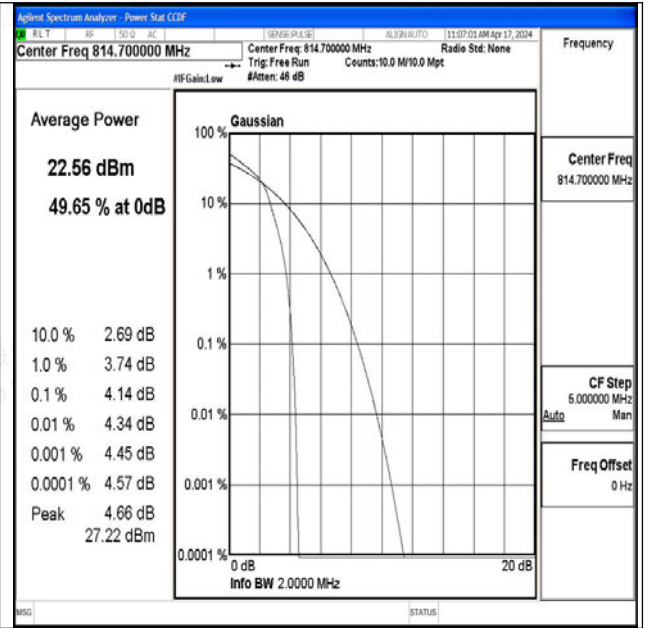 Agilent Spectrum Analyzer - Power Stat CCDF
RLT RF 50 Ω AC SENSE:PULSE ALIGNAUTO 11:07:01 AM Apr 17, 2024
Center Freq 814.700000 MHz
Center Freq: 814.700000 MHz Radio Std: None
Trig: Free Run Counts:10.0 M/10.0 Mpt
#IFGain:Low #Atten: 46 dB
Frequency
Average Power
22.56 dBm
49.65 % at 0dB
10.0 % 2.69 dB
1.0 % 3.74 dB
0.1 % 4.14 dB
0.01 % 4.34 dB
0.001 % 4.45 dB
0.0001 % 4.57 dB
Peak 4.66 dB
27.22 dBm
Gaussian
100 %
10 %
1 %
0.1 %
0.01 %
0.001 %
0.0001 %
0 dB 20 dB
Info BW 2.0000 MHz
Center Freq
814.700000 MHz
CF Step
5.000000 MHz
Auto Man
Freq Offset
0 Hz
MSG STATUS